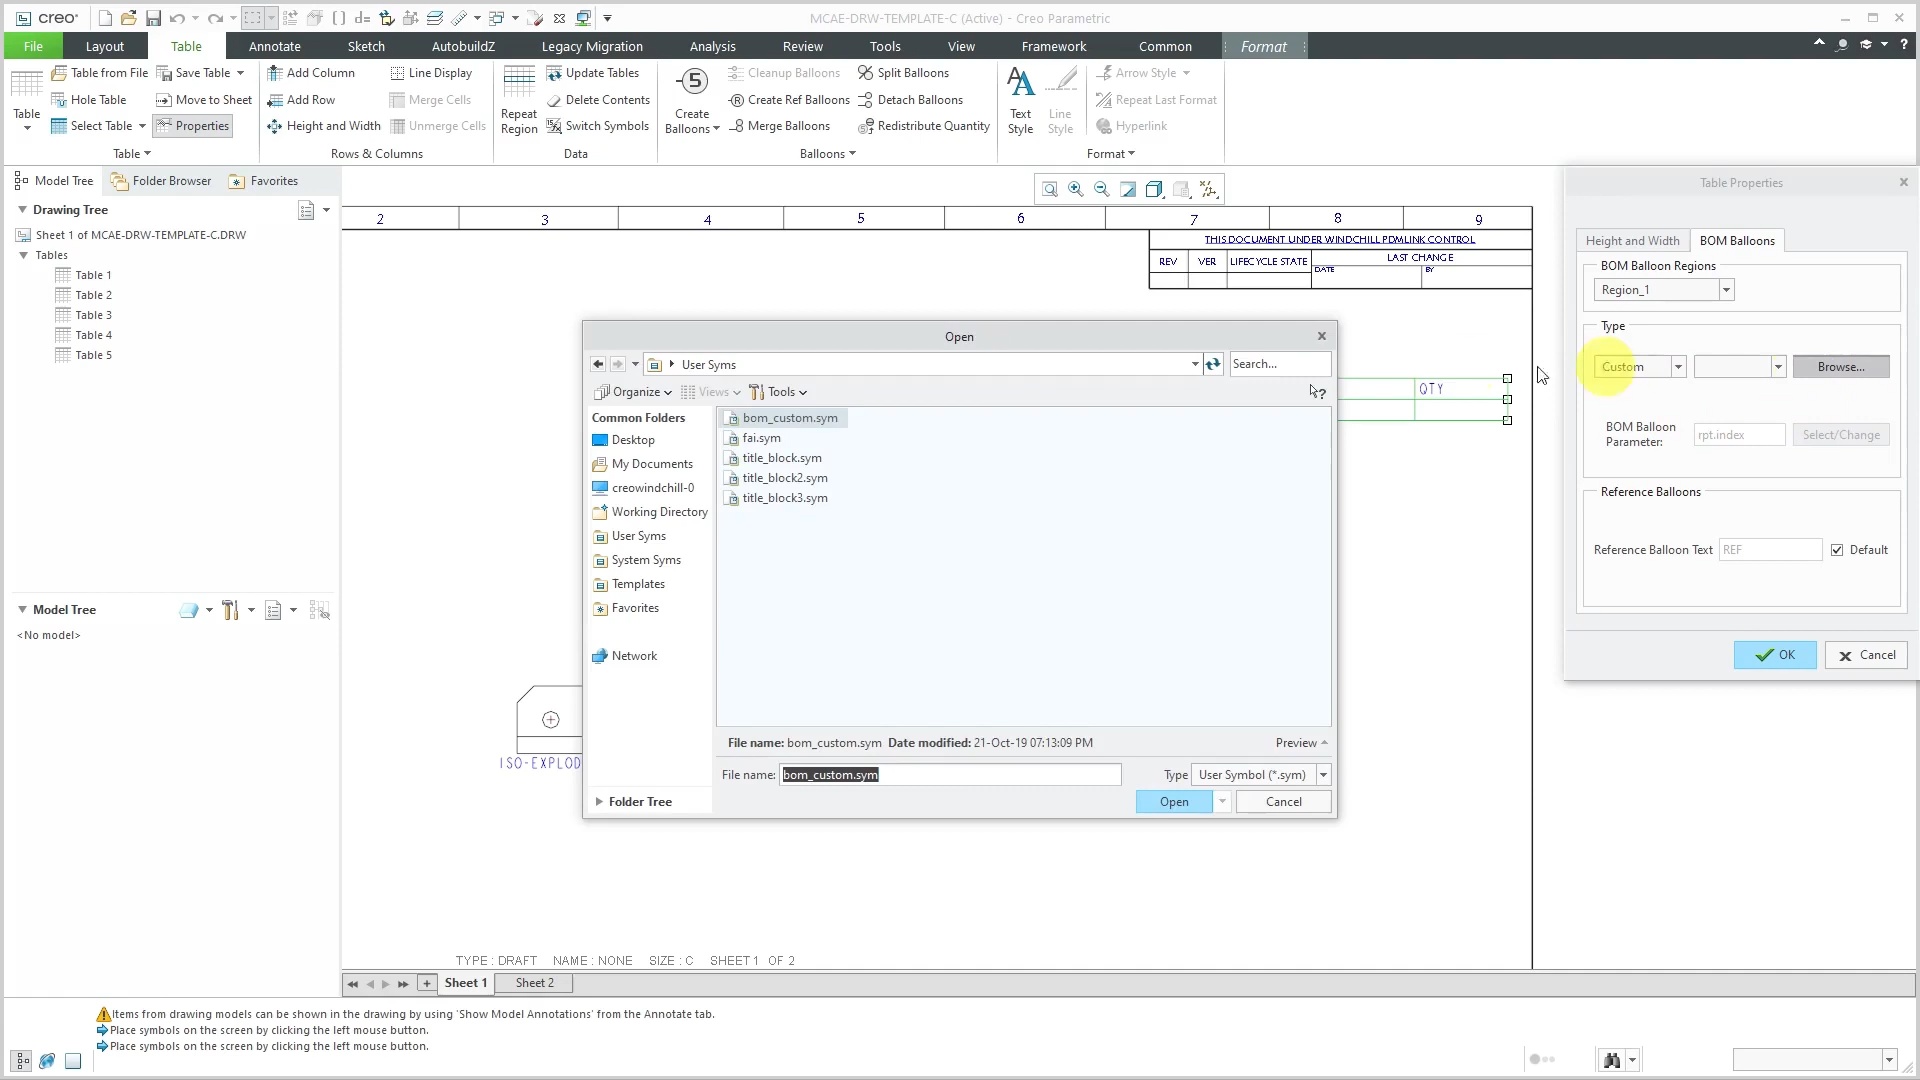 creo
MCAE-DRW-TEMPLATE-C (Active) - Creo Parametric
File
Layout
Table
Annotate
Sketch
AutobuildZ
Legacy Migration
Analysis
Review
Tools
View
Framework
Common
Format
Table
Table from File
Save Table
Hole Table
Move to Sheet
Select Table
Properties
Table
Add Column
Line Display
Add Row
Merge Cells
Height and Width
Unmerge Cells
Rows & Columns
Repeat Region
Update Tables
Delete Contents
Switch Symbols
Data
5
Create Balloons
Cleanup Balloons
Split Balloons
Create Ref Balloons
Detach Balloons
Merge Balloons
Redistribute Quantity
Balloons
Text Style
Line Style
Arrow Style
Repeat Last Format
Hyperlink
Format
Model Tree
Folder Browser
Favorites
Drawing Tree
Sheet 1 of MCAE-DRW-TEMPLATE-C.DRW
Tables
Table 1
Table 2
Table 3
Table 4
Table 5
Model Tree
<No model>
2 3 4 5 6 7 8 9
THIS DOCUMENT UNDER WINDCHILL PDMLINK CONTROL
REV VER LIFECYCLE STATE LAST CHANGE
DATE BY
QTY
ISO-EXPLOD
TYPE : DRAFT NAME : NONE SIZE : C SHEET 1 OF 2
Open
User Syms
Search...
Organize
Views
Tools
Common Folders
Desktop
My Documents
creowindchill-0
Working Directory
User Syms
System Syms
Templates
Favorites
Network
Folder Tree
bom_custom.sym
fai.sym
title_block.sym
title_block2.sym
title_block3.sym
File name: bom_custom.sym Date modified: 21-Oct-19 07:13:09 PM
Preview
File name: bom_custom.sym
Type User Symbol (*.sym)
Open
Cancel
Table Properties
Height and Width
BOM Balloons
BOM Balloon Regions
Region_1
Type
Custom
Browse...
BOM Balloon Parameter:
rpt.index
Select/Change
Reference Balloons
Reference Balloon Text REF
Default
OK
Cancel
Sheet 1
Sheet 2
Items from drawing models can be shown in the drawing by using 'Show Model Annotations' from the Annotate tab.
Place symbols on the screen by clicking the left mouse button.
Place symbols on the screen by clicking the left mouse button.